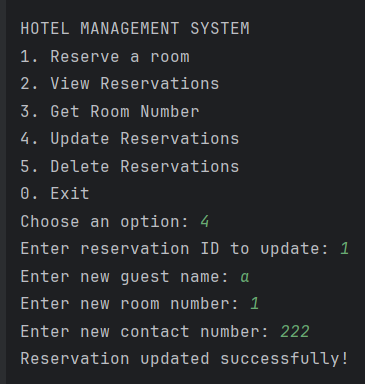 HOTEL MANAGEMENT SYSTEM
1. Reserve a room
2. View Reservations
3. Get Room Number
4. Update Reservations
5. Delete Reservations
0. Exit
Choose an option: 4
Enter reservation ID to update: 1
Enter new guest name: a
Enter new room number: 1
Enter new contact number: 222
Reservation updated successfully!